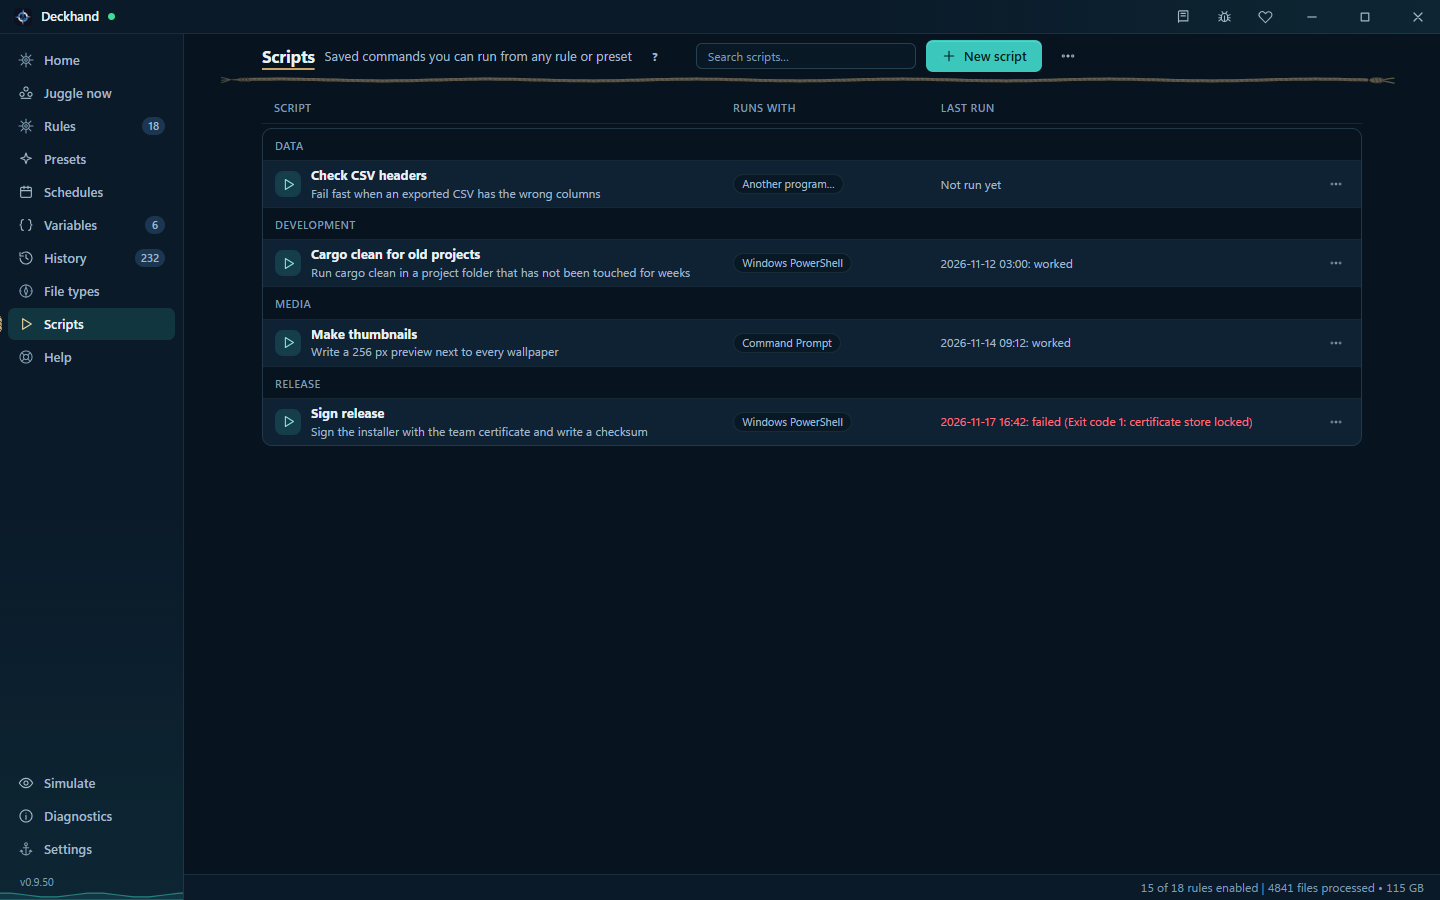 Deckhand
Home
Juggle now
Rules 18
Presets
Schedules
Variables 6
History 232
File types
Scripts
Help
Simulate
Diagnostics
Settings
v0.9.50
Scripts Saved commands you can run from any rule or preset ? Search scripts... New script
SCRIPT RUNS WITH LAST RUN
DATA
Check CSV headers
Fail fast when an exported CSV has the wrong columns
Another program...
Not run yet
DEVELOPMENT
Cargo clean for old projects
Run cargo clean in a project folder that has not been touched for weeks
Windows PowerShell
2026-11-12 03:00: worked
MEDIA
Make thumbnails
Write a 256 px preview next to every wallpaper
Command Prompt
2026-11-14 09:12: worked
RELEASE
Sign release
Sign the installer with the team certificate and write a checksum
Windows PowerShell
2026-11-17 16:42: failed (Exit code 1: certificate store locked)
15 of 18 rules enabled | 4841 files processed • 115 GB